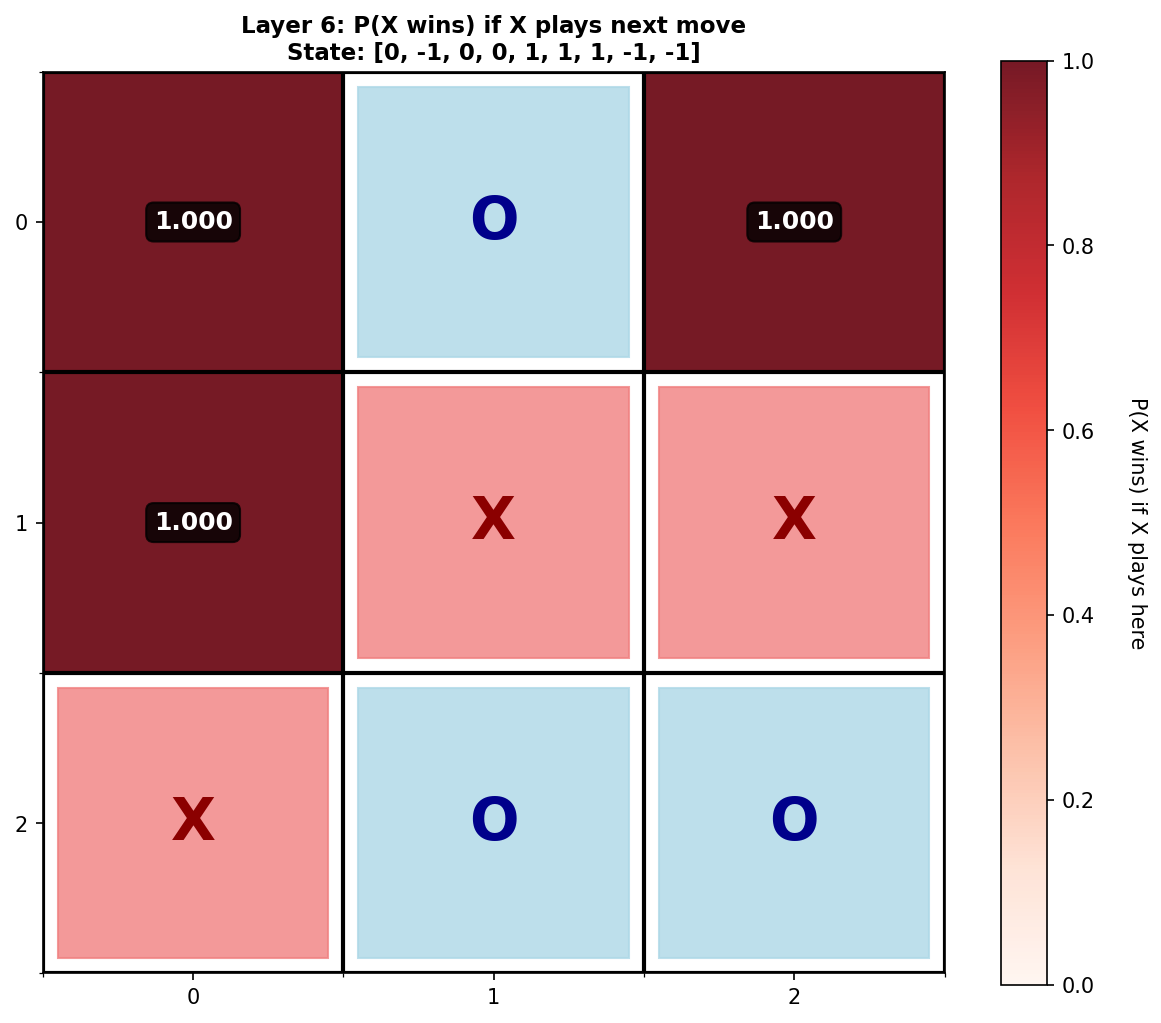 Layer 6: P(X wins) if X plays next move
State: [0, -1, 0, 0, 1, 1, 1, -1, -1]
0
1.000
O
1.000
1
1.000
X
X
2
X
O
O
0
1
2
1.0
0.8
0.6
0.4
0.2
0.0
P(X wins) if X plays here